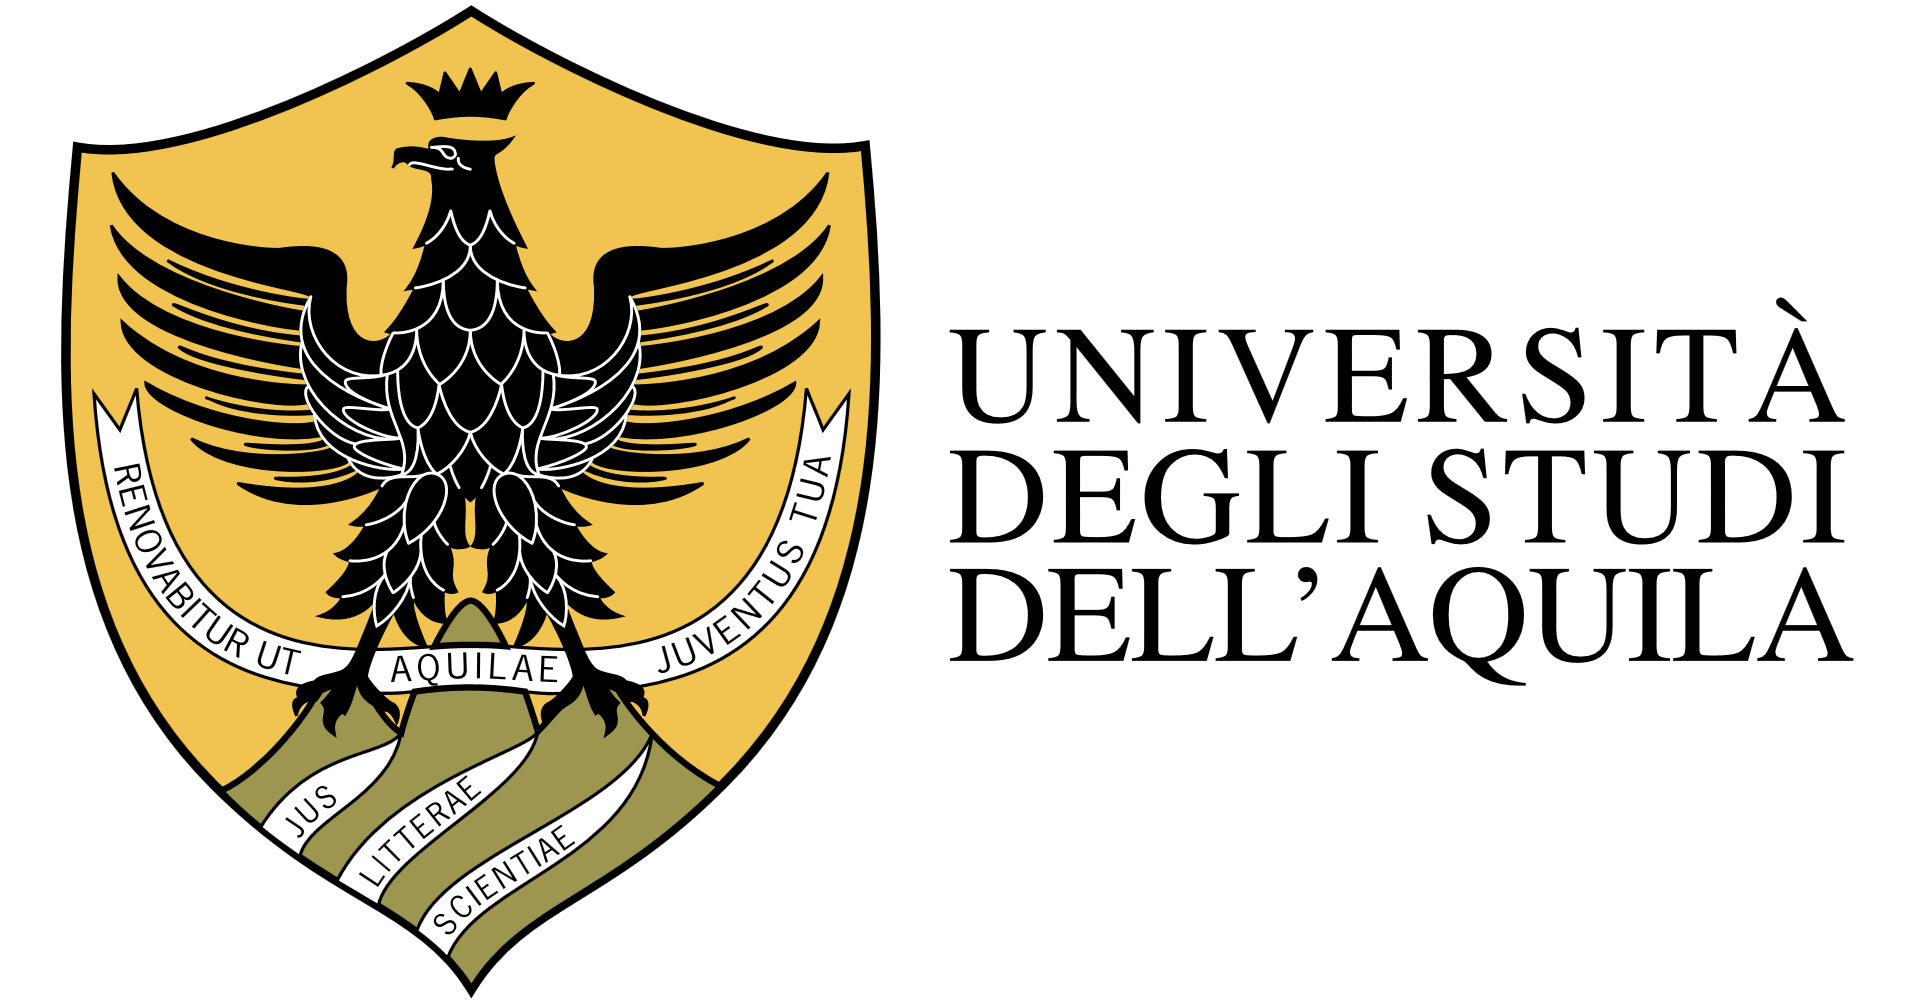 RENOVABITUR UT AQUILAE JUVENTUS TUA
JUS
LITTERAE
SCIENTIAE
UNIVERSITÀ
DEGLI STUDI
DELL’AQUILA